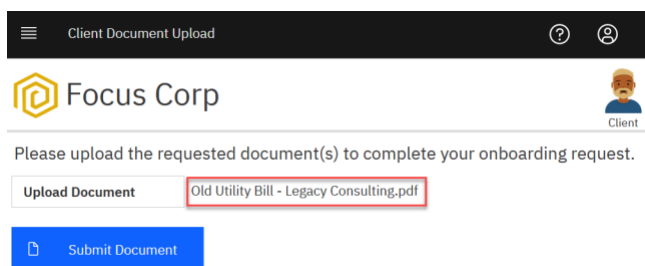 Client Document Upload
Focus Corp
Client
Please upload the requested document(s) to complete your onboarding request.
Upload Document Old Utility Bill - Legacy Consulting.pdf
Submit Document